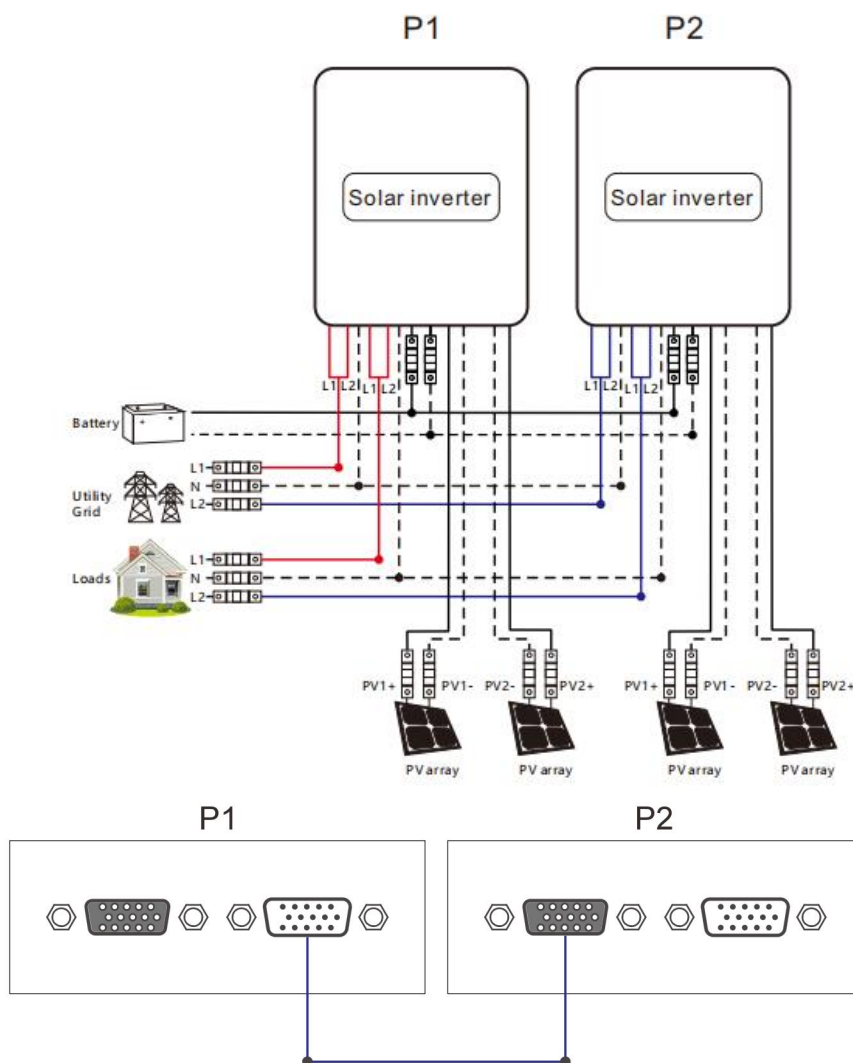 P1 P2
Solar inverter Solar inverter
L1 L2 L1 L2 L1 L2 L1 L2
Battery
L1
N
Utility
Grid
L2
L1
Loads
N
L2
PV1+ PV1- PV2- PV2+ PV1+ PV1- PV2- PV2+
PV array PV array PV array PV array
P1 P2